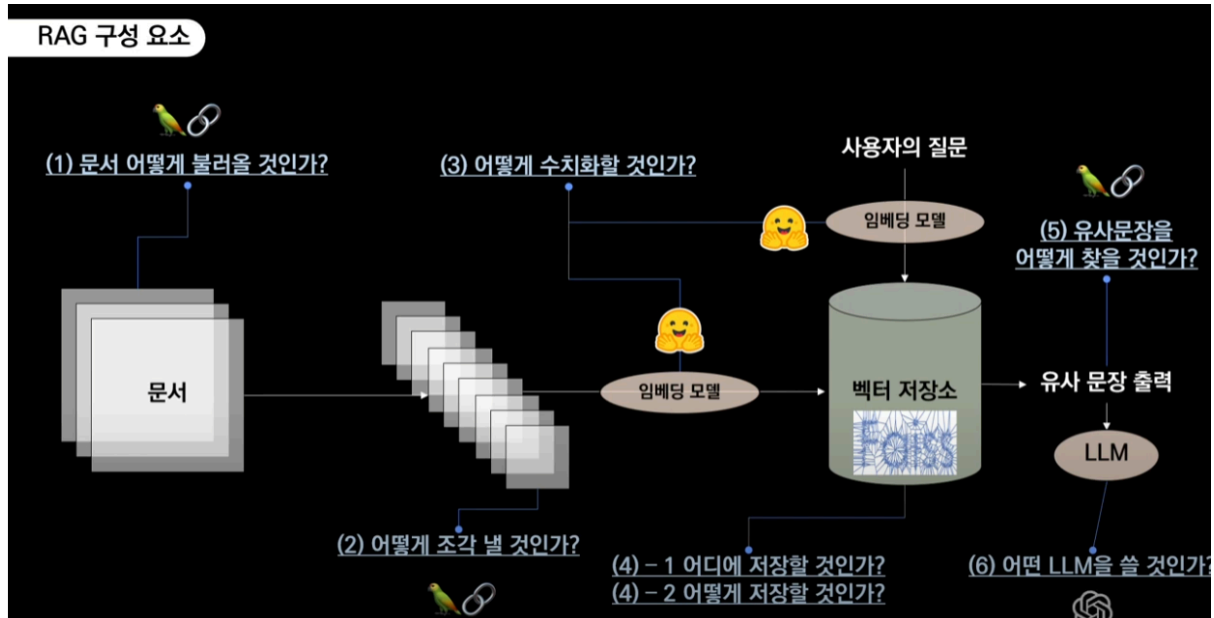 RAG 구성 요소
(1) 문서 어떻게 불러올 것인가?
(3) 어떻게 수치화할 것인가?
사용자의 질문
임베딩 모델
(5) 유사문장을
어떻게 찾을 것인가?
문서
임베딩 모델
벡터 저장소
Faiss
유사 문장 출력
LLM
(2) 어떻게 조각 낼 것인가?
(4) – 1 어디에 저장할 것인가?
(4) – 2 어떻게 저장할 것인가?
(6) 어떤 LLM을 쓸 것인가?